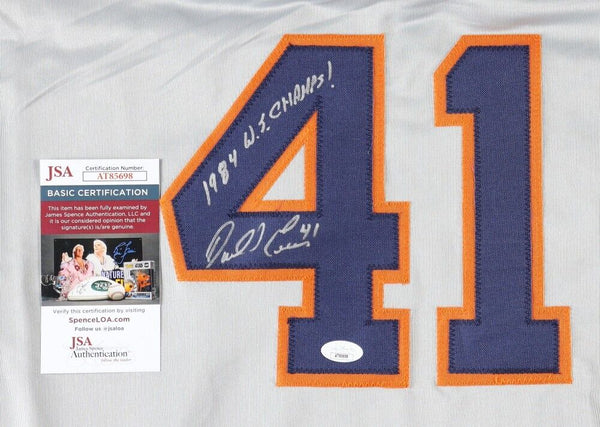 41
1984 W.S. CHAMPS!
41
JSA
Certification Number:
AT85698
BASIC CERTIFICATION
This item has been fully examined by
James Spence Authentication, LLC and it
is our considered opinion that the
signature(s) is/are genuine.
Verify this certification by visiting
SpenceLOA.com
Follow us #jsaloa
JSA
James Spence
Authentication